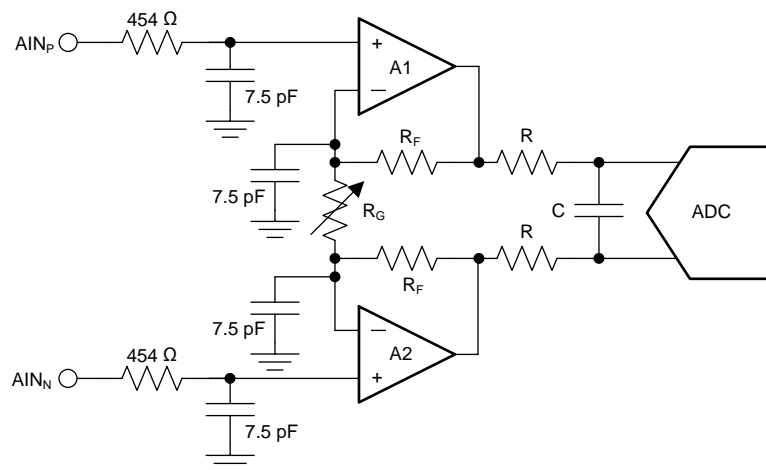 454 Ω
AINP
7.5 pF
+
A1
–
RF
R
7.5 pF
RG
C
ADC
R
RF
7.5 pF
–
A2
+
454 Ω
AINN
7.5 pF